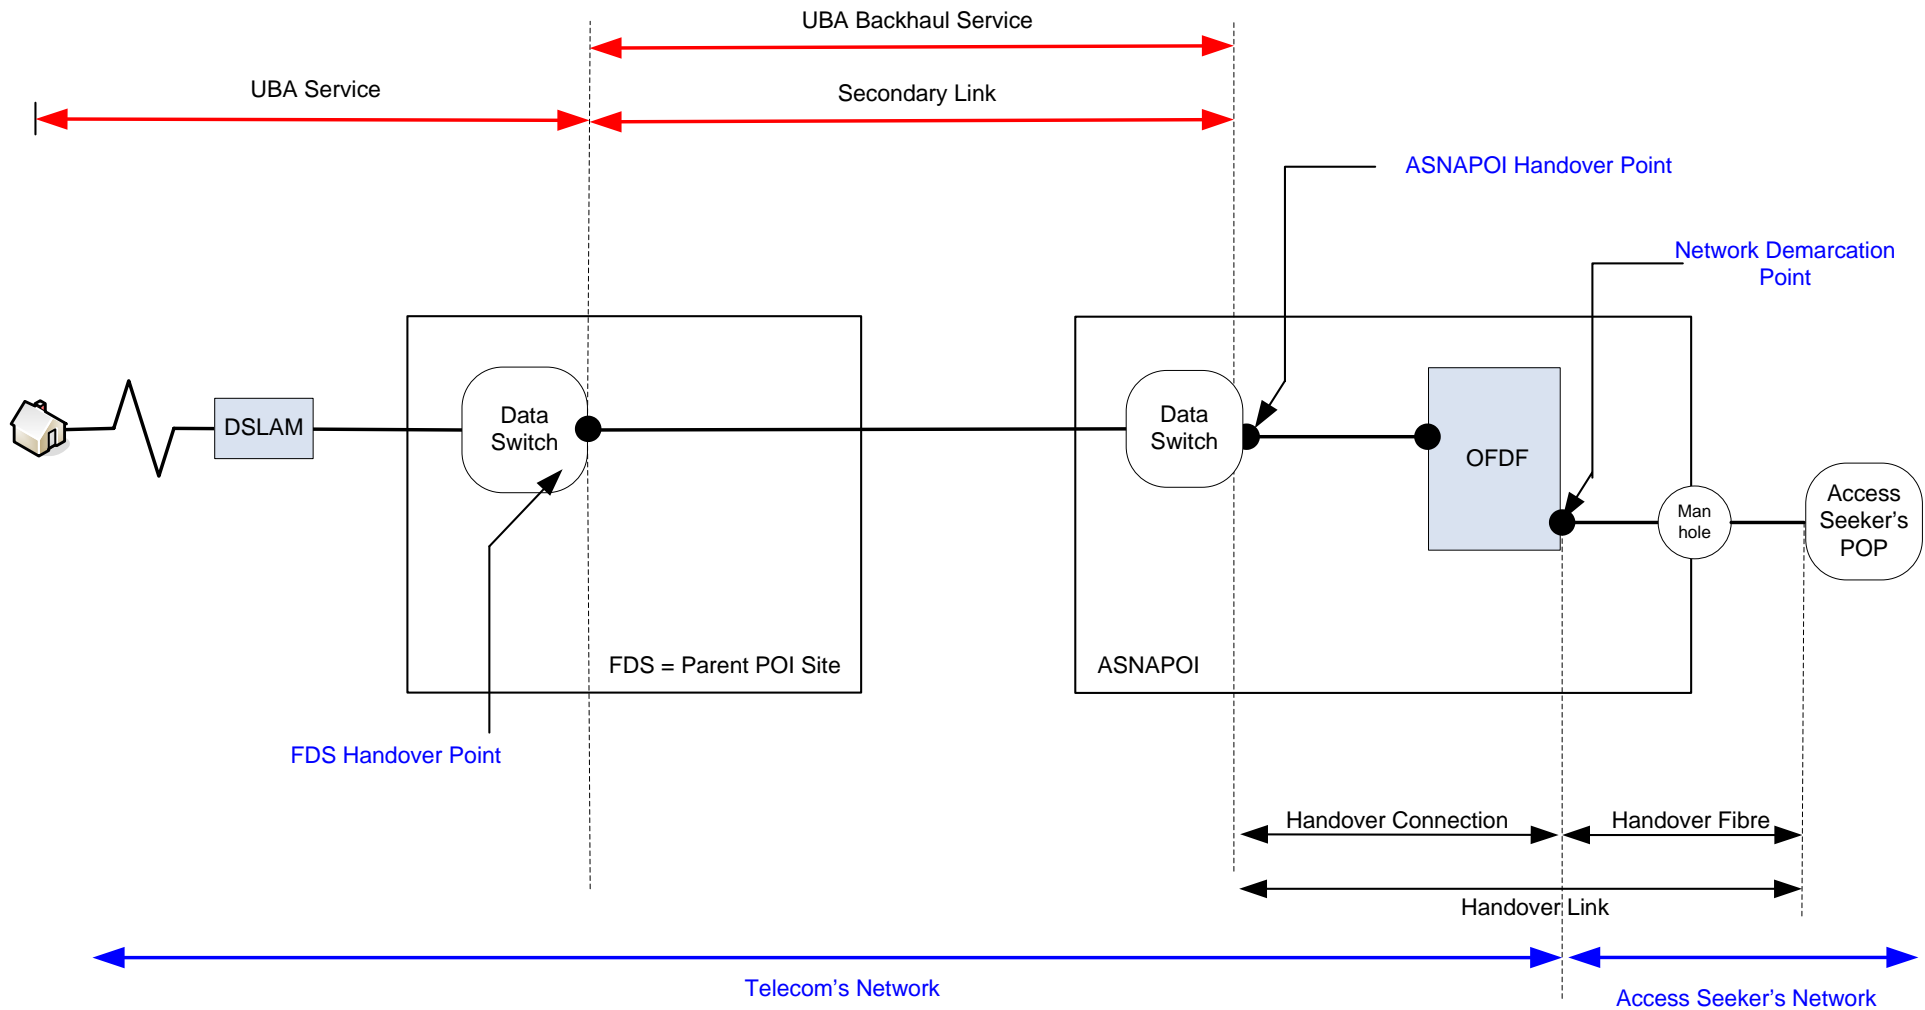 UBA Backhaul Service
UBA Service
Secondary Link
ASNAPOI Handover Point
Network Demarcation
Point
DSLAM
Data
Switch
Data
Switch
OFDF
Man
hole
Access
Seeker's
POP
FDS = Parent POI Site
ASNAPOI
FDS Handover Point
Handover Connection
Handover Fibre
Handover Link
Telecom's Network
Access Seeker's Network